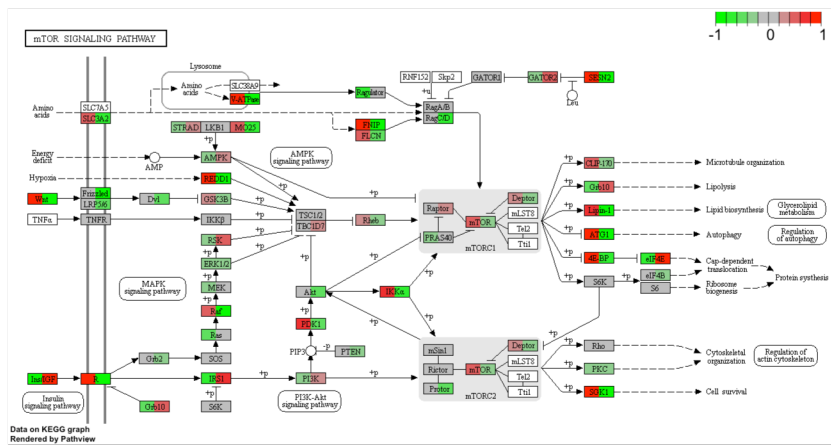 -1 0 1
mTOR SIGNALING PATHWAY
Lysosome
Amino
acids
SLC38A9
V-ATPase
RNF152
Skp2
GATOR1
GATOR2
SESN2
+u
Leu
Ragulator
RagA/B
RagC/D
Amino
acids
SLC7A5
SLC3A2
FNIP
FLCN
STRAD
LKB1
MO25
+p
Energy
deficit
AMP
AMPK
AMPK
signaling pathway
Hypoxia
REDD1
+p
+p
Wnt
Frizzled
LRP5/6
Dvl
GSK3B
+p
TNFα
TNFR
IKKβ
+p
TSC1/2
TBC1D7
Rheb
Raptor
mTOR
Deptor
mLST8
Tel2
Tti1
PRAS40
mTORC1
RSK
+p
ERK1/2
+p
MEK
MAPK
signaling pathway
Raf
Ras
Grb2
SOS
Akt
+p
IKKα
+p
+p
+p
+p
PDK1
PIP3
-p
PTEN
+p
+p
CLIP-170
Microtubule organization
+p
Grb10
Lipolysis
+p
Lipin-1
Lipid biosynthesis
Glycerolipid
metabolism
+p
ATG1
Autophagy
Regulation
of autophagy
+p
4E-BP
eIF4E
Cap-dependent
translocation
+p
S6K
+p
eIF4B
S6
Ribosome
biogenesis
Protein systhesis
+p
Ins/IGF
IR
IRS1
PI3K
+p
+p
Grb10
S6K
Insulin
signaling pathway
PI3K-Akt
signaling pathway
mSin1
Rictor
Protor
mTOR
Deptor
mLST8
Tel2
Tti1
mTORC2
Rho
+p
PKC
+p
SGK1
Cytoskeletal
organization
Regulation of
actin cytoskeleton
Cell survival
Data on KEGG graph
Rendered by Pathview